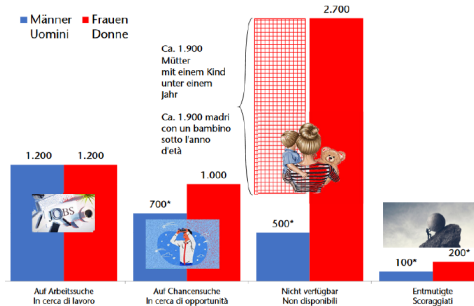 Männer
Uomini
Frauen
Donne
2.700
Ca. 1.900
Mütter
mit einem Kind
unter einem
Jahr
Ca. 1.900 madri
con un bambino
sotto l'anno
d'età
1.200
1.200
JOBS
700*
1.000
500*
100*
200*
Auf Arbeitssuche
In cerca di lavoro
Auf Chancensuche
In cerca di opportunità
Nicht verfügbar
Non disponibili
Entmutigte
Scoraggiati